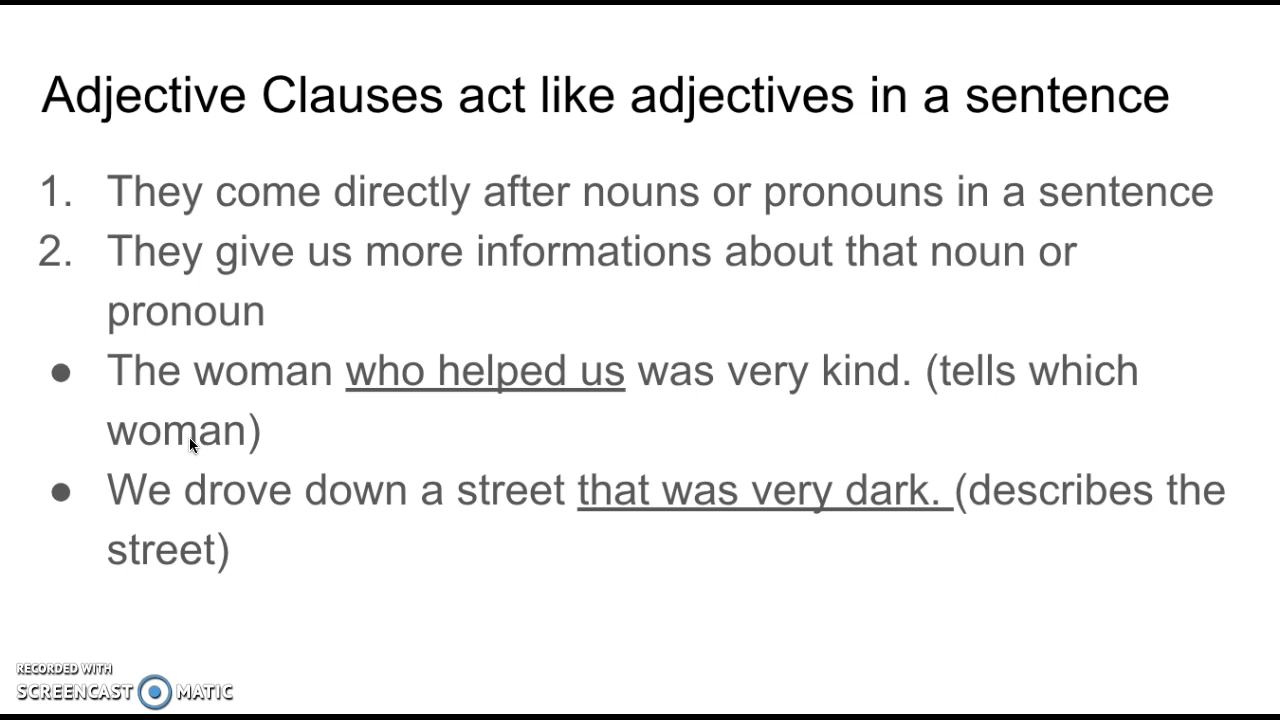 Adjective Clauses act like adjectives in a sentence
1. They come directly after nouns or pronouns in a sentence
2. They give us more informations about that noun or
pronoun
● The woman who helped us was very kind. (tells which
woman)
● We drove down a street that was very dark. (describes the
street)
RECORDED WITH
SCREENCAST MATIC